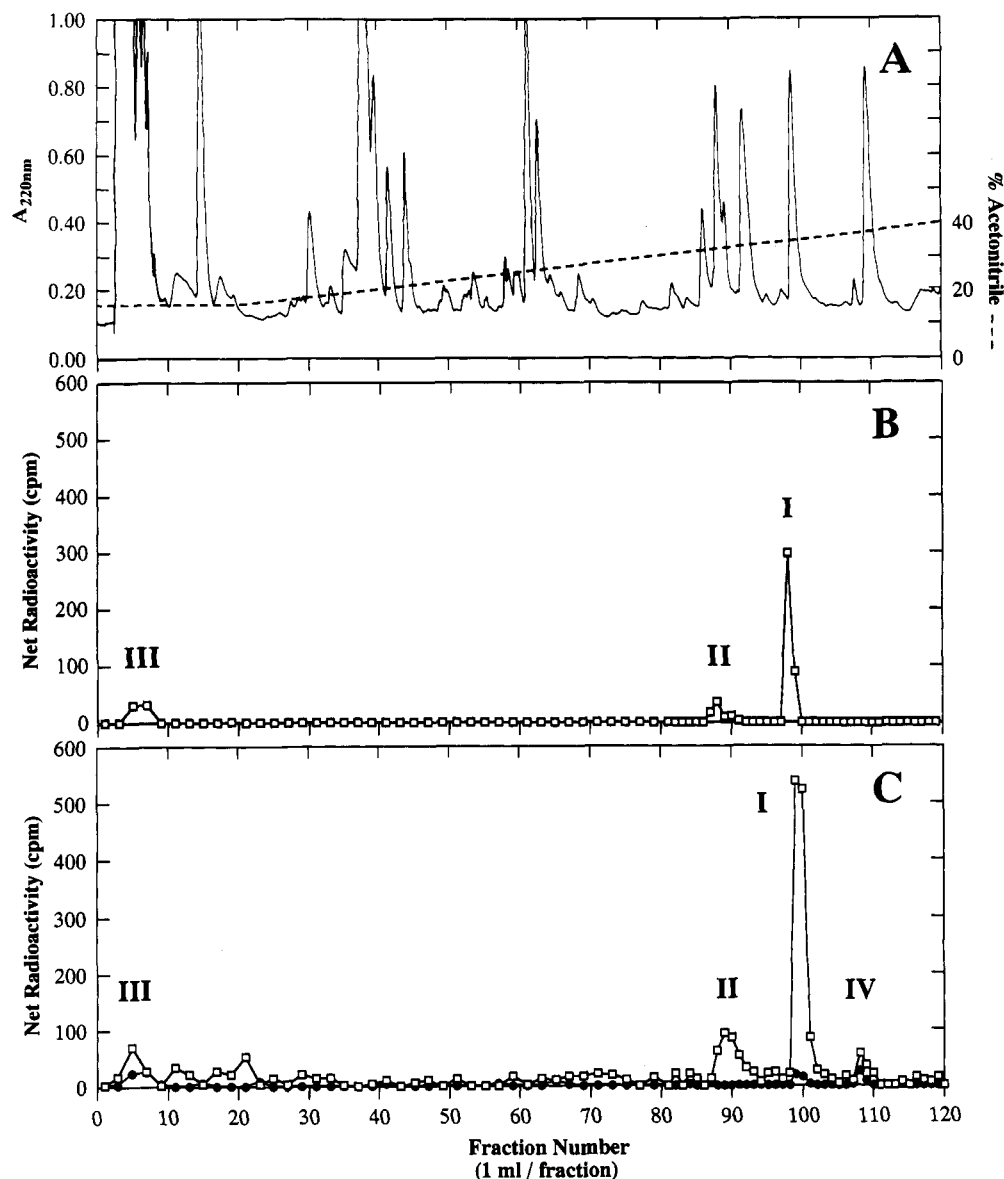 A
1.00
0.80
0.60
0.40
0.20
0.00
A220nm
40
20
0
% Acetonitrile ---
B
600
500
400
300
200
100
0
Net Radioactivity (cpm)
III
II
I
C
600
500
400
300
200
100
0
Net Radioactivity (cpm)
III
II
I
IV
0 10 20 30 40 50 60 70 80 90 100 110 120
Fraction Number
(1 ml / fraction)